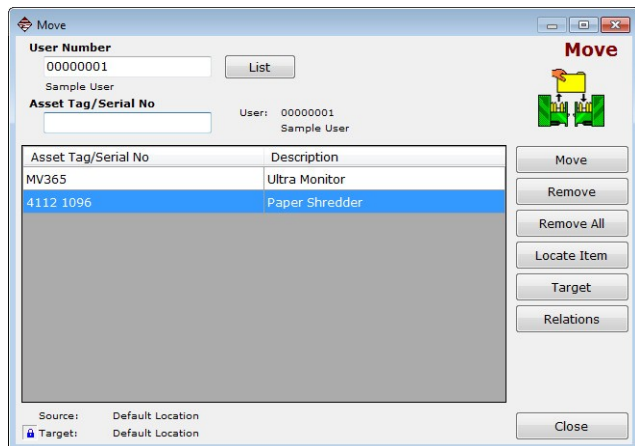 Move
User Number
Move
00000001
List
Sample User
Asset Tag/Serial No
User: 00000001
Sample User
Asset Tag/Serial No Description
Move
MV365 Ultra Monitor
Remove
4112 1096 Paper Shredder
Remove All
Locate Item
Target
Relations
Source: Default Location
Target: Default Location
Close